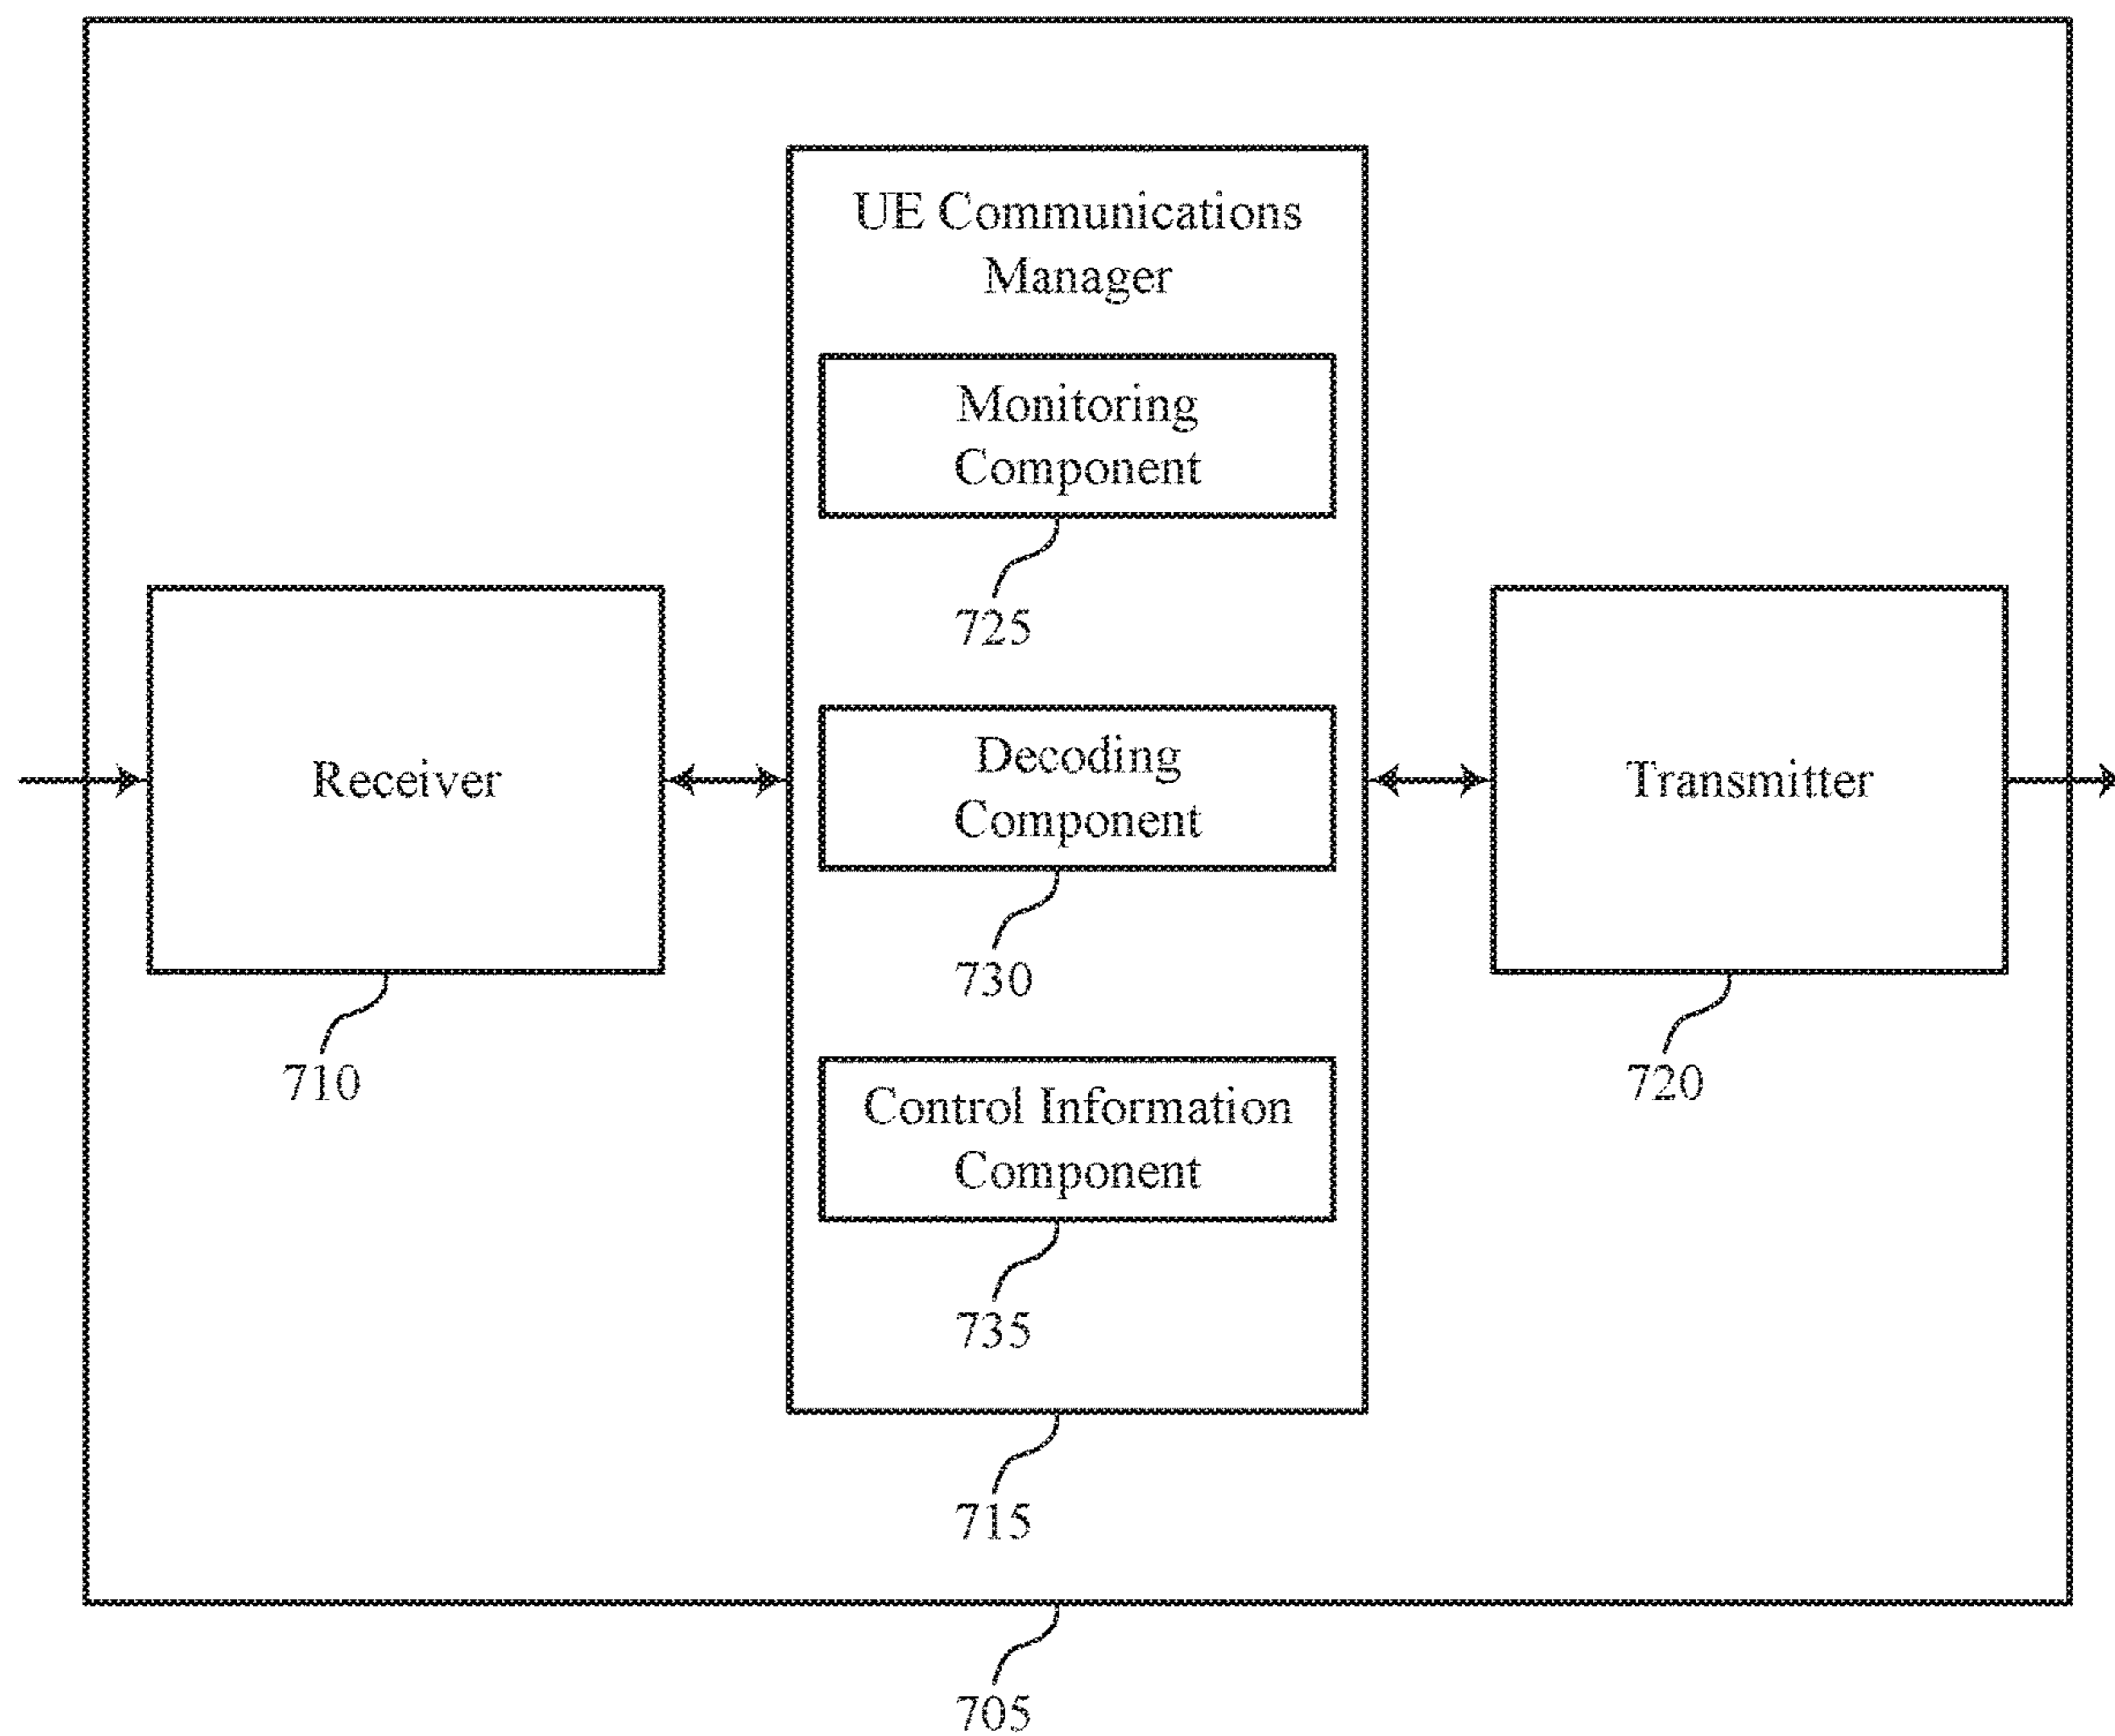 UE Communications
Manager
Monitoring
Component
725
Receiver
710
Decoding
Component
730
Transmitter
720
Control Information
Component
735
715
705